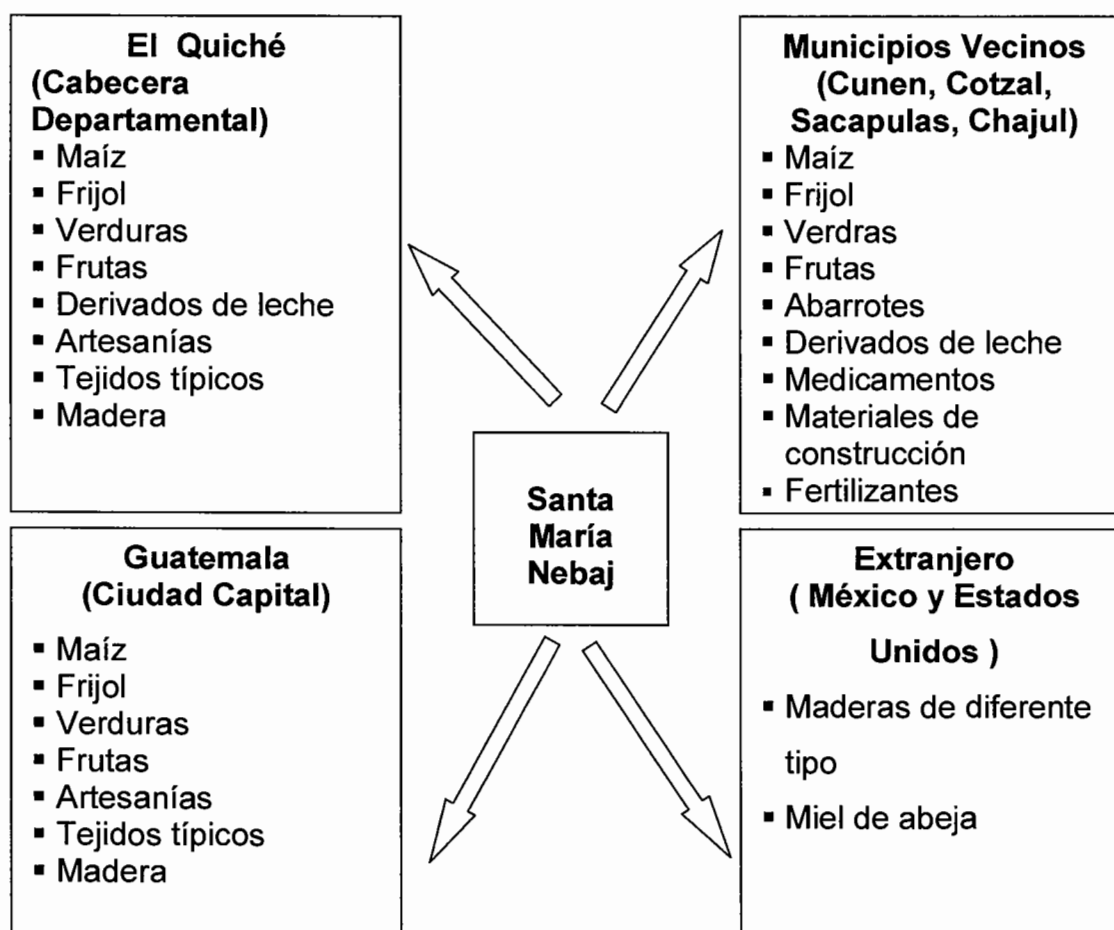 El Quiché
(Cabecera
Departamental)
▪ Maíz
▪ Frijol
▪ Verduras
▪ Frutas
▪ Derivados de leche
▪ Artesanías
▪ Tejidos típicos
▪ Madera
Municipios Vecinos
(Cunen, Cotzal,
Sacapulas, Chajul)
▪ Maíz
▪ Frijol
▪ Verdras
▪ Frutas
▪ Abarrotes
▪ Derivados de leche
▪ Medicamentos
▪ Materiales de
construcción
▪ Fertilizantes
Santa
María
Nebaj
Guatemala
(Ciudad Capital)
▪ Maíz
▪ Frijol
▪ Verduras
▪ Frutas
▪ Artesanías
▪ Tejidos típicos
▪ Madera
Extranjero
( México y Estados
Unidos )
▪ Maderas de diferente
tipo
▪ Miel de abeja